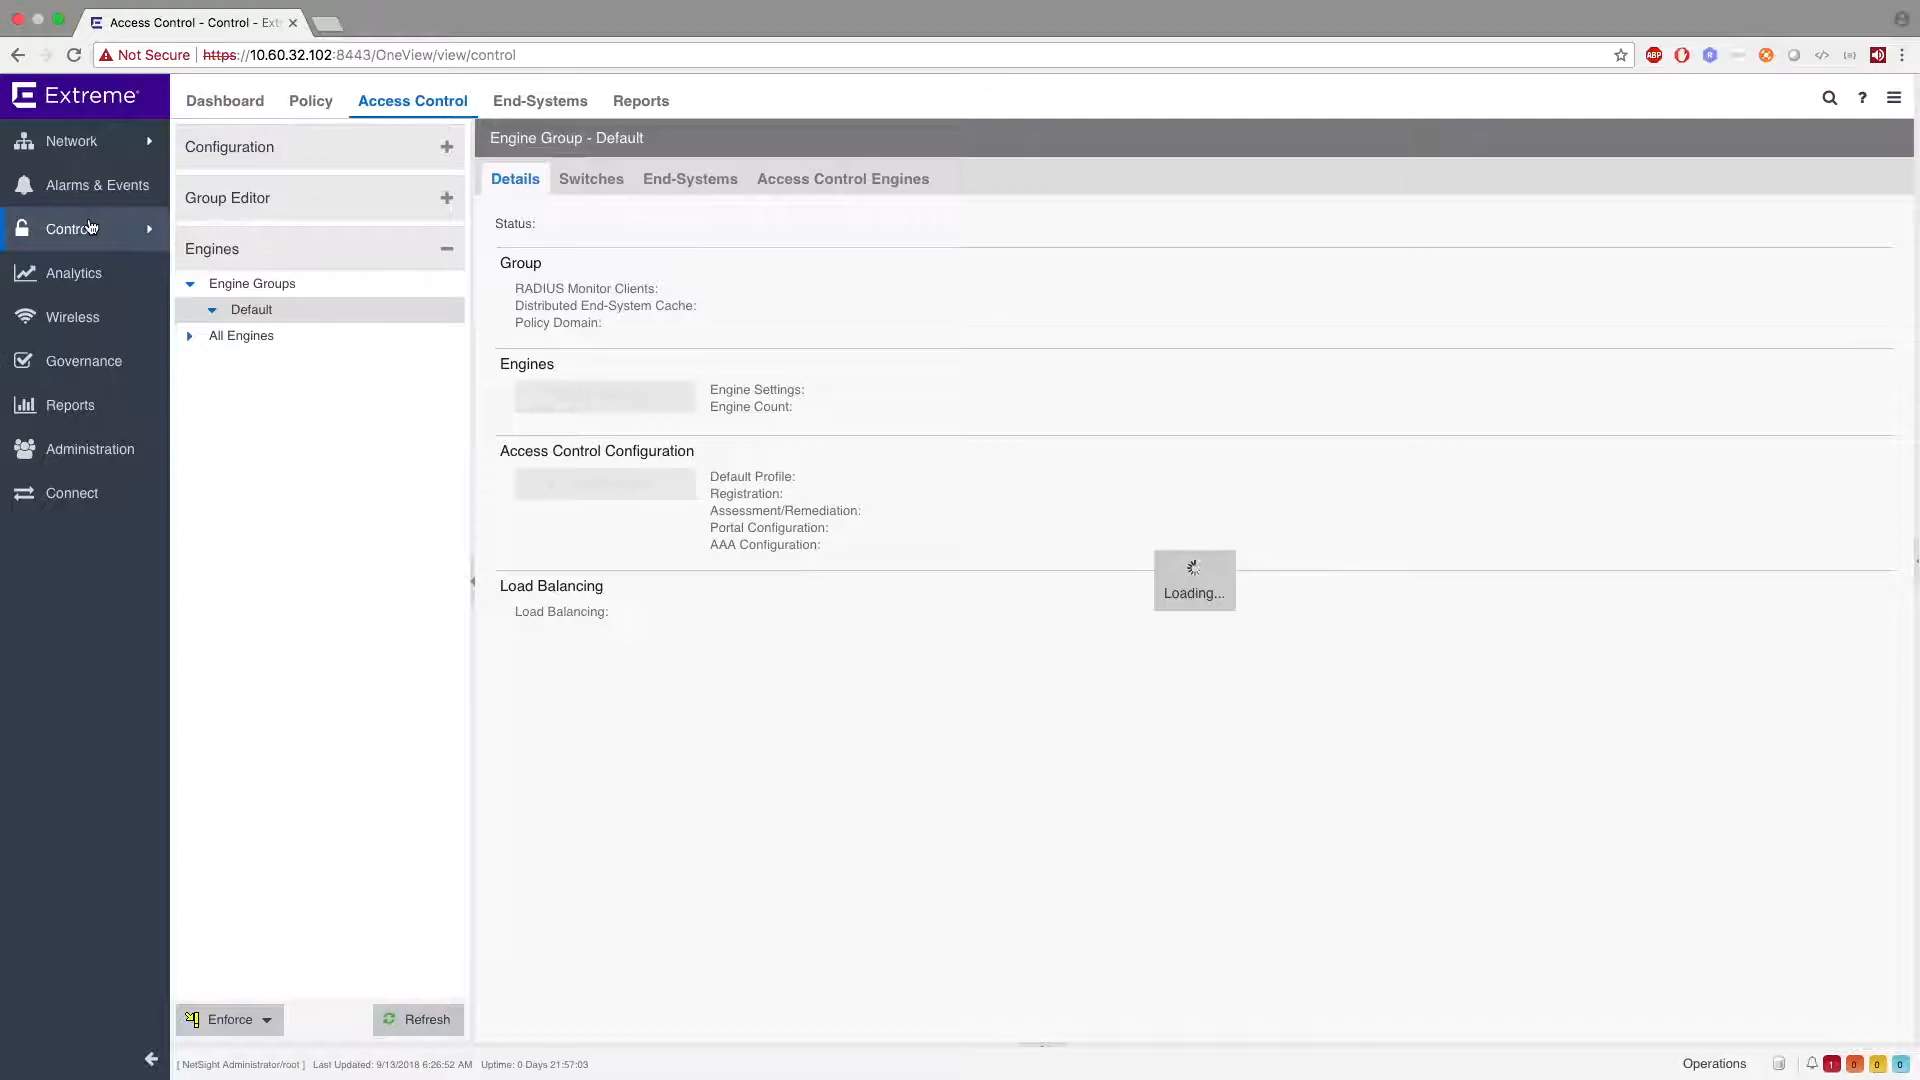 Access Control - Control - Ext
Not Secure | https://10.60.32.102:8443/OneView/view/control
ABP
Extreme
Dashboard Policy Access Control End-Systems Reports
Network
Alarms & Events
Control
Analytics
Wireless
Governance
Reports
Administration
Connect
Configuration
Group Editor
Engines
Engine Groups
Default
All Engines
Enforce Refresh
Engine Group - Default
Details Switches End-Systems Access Control Engines
Status:
Group
RADIUS Monitor Clients:
Distributed End-System Cache:
Policy Domain:
Engines
Engine Settings:
Engine Count:
Access Control Configuration
Default Profile:
Registration:
Assessment/Remediation:
Portal Configuration:
AAA Configuration:
Load Balancing
Load Balancing:
Loading...
[ NetSight Administrator/root ] Last Updated: 9/13/2018 6:26:52 AM Uptime: 0 Days 21:57:03
Operations 1 0 0 0